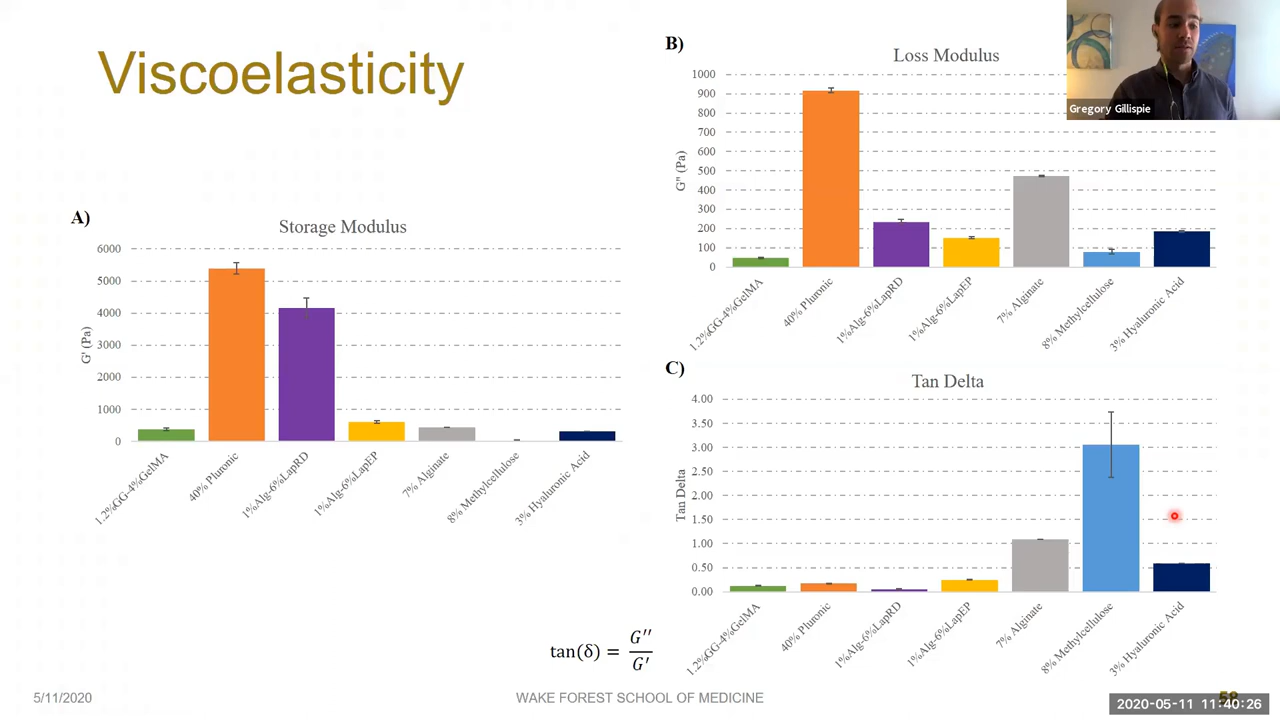 Viscoelasticity
A)
Storage Modulus
G' (Pa)
6000
5000
4000
3000
2000
1000
0
1.2%GG-4%GelMA
40% Pluronic
1%Alg-6%LapRD
1%Alg-6%LapEP
7% Alginate
8% Methylcellulose
3% Hyaluronic Acid
B)
Loss Modulus
G" (Pa)
1000
900
800
700
600
500
400
300
200
100
0
1.2%GG-4%GelMA
40% Pluronic
1%Alg-6%LapRD
1%Alg-6%LapEP
7% Alginate
8% Methylcellulose
3% Hyaluronic Acid
Gregory Gillispie
C)
Tan Delta
Tan Delta
4.00
3.50
3.00
2.50
2.00
1.50
1.00
0.50
0.00
1.2%GG-4%GelMA
40% Pluronic
1%Alg-6%LapRD
1%Alg-6%LapEP
7% Alginate
8% Methylcellulose
3% Hyaluronic Acid
tan(δ) = G′′/G′
5/11/2020
WAKE FOREST SCHOOL OF MEDICINE
58
2020-05-11 11:40:26